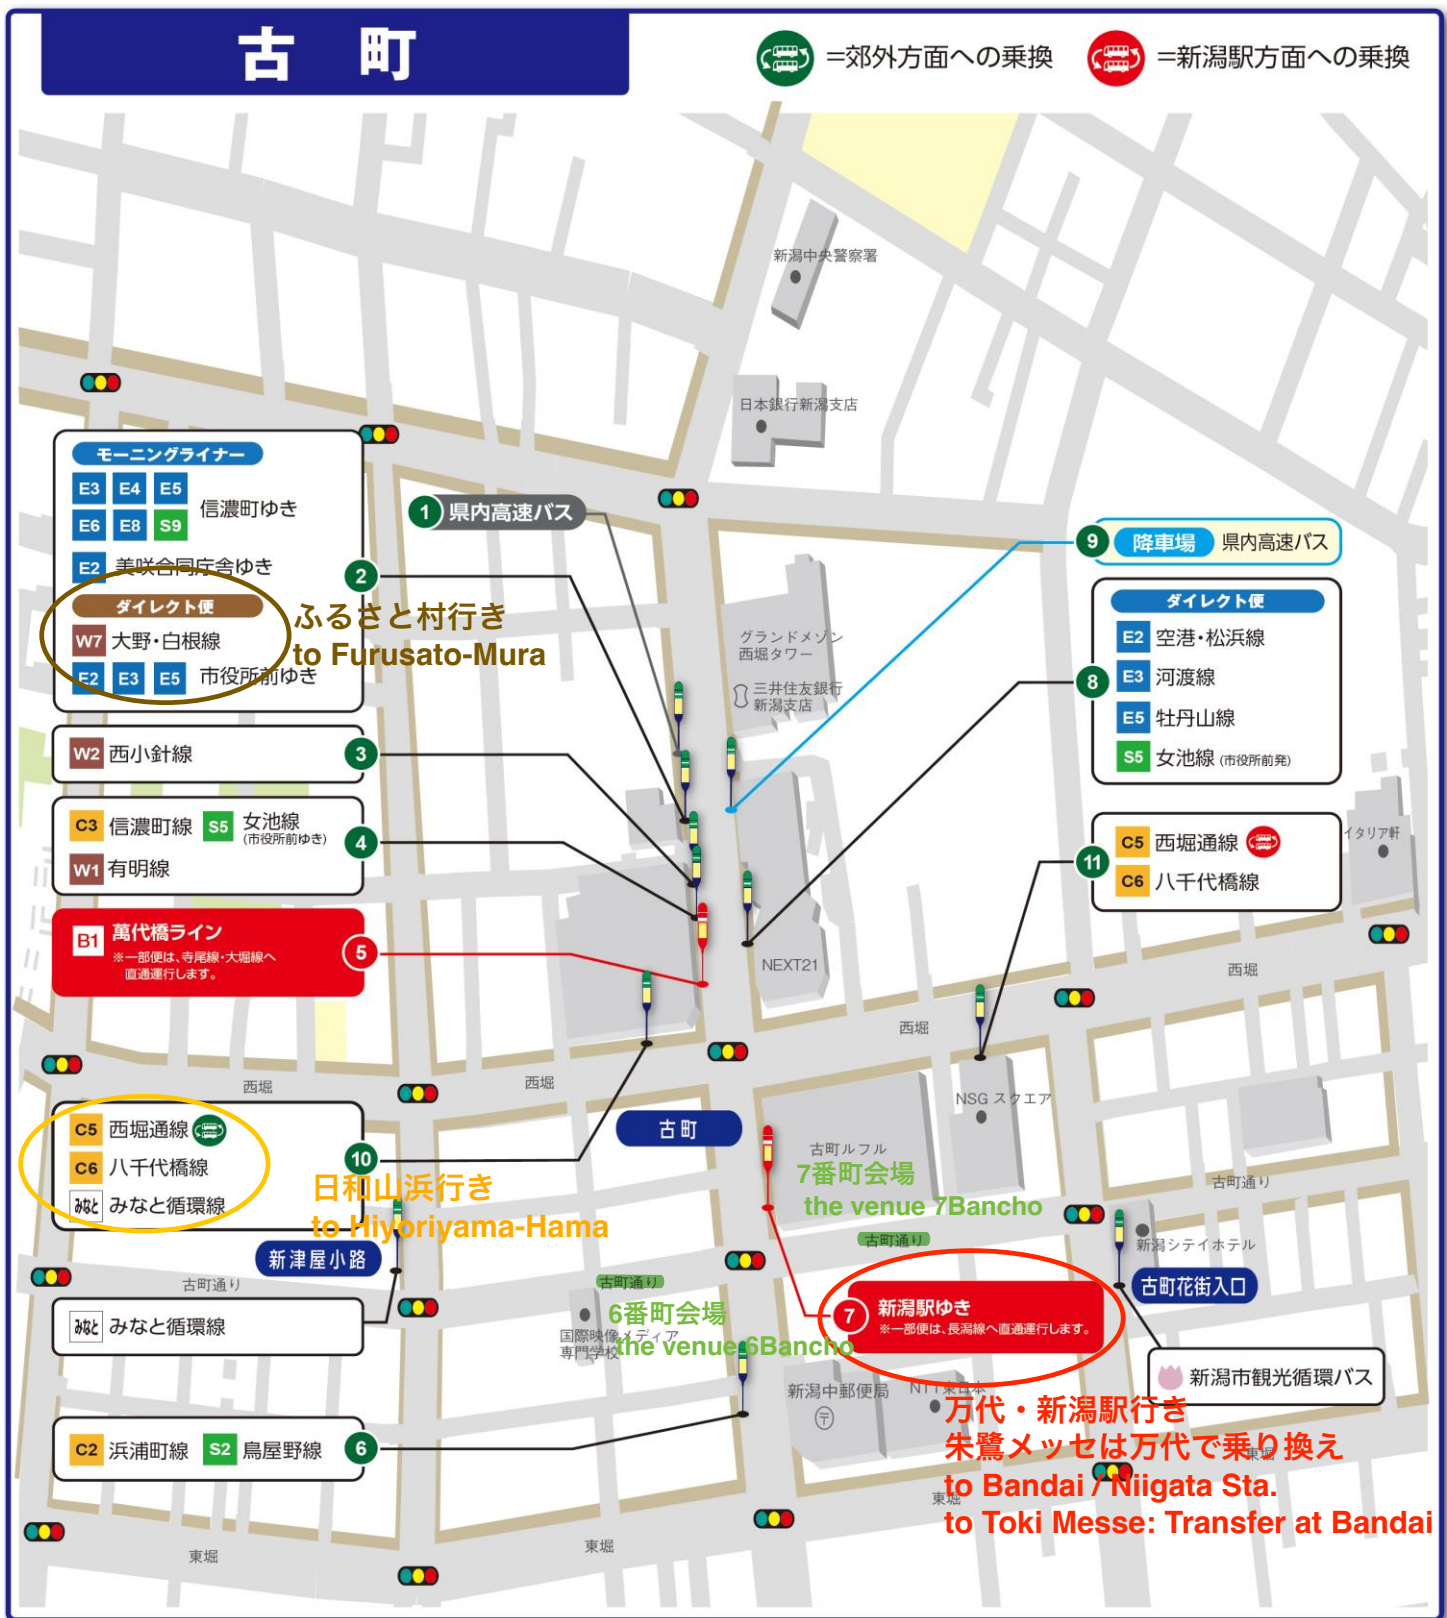 古 町
=郊外方面への乗換
=新潟駅方面への乗換
新潟中央警察署
日本銀行新潟支店
モーニングライナー
E3 E4 E5
E6 E8 S9
信濃町ゆき
E2 美咲合同庁舎ゆき
ダイレクト便
W7 大野・白根線
E2 E3 E5 市役所前ゆき
2
ふるさと村行き
to Furusato-Mura
1 県内高速バス
9 降車場 県内高速バス
グランドメゾン
西堀タワー
三井住友銀行
新潟支店
8
ダイレクト便
E2 空港・松浜線
E3 河渡線
E5 牡丹山線
S5 女池線 (市役所前発)
W2 西小針線 3
C3 信濃町線 S5 女池線
(市役所前ゆき)
W1 有明線
4
11
C5 西堀通線
C6 八千代橋線
イタリア軒
B1 萬代橋ライン
※一部便は、寺尾線・大堀線へ
直通運行します。
5
NEXT21
西堀
西堀
西堀
西堀
NSG スクエア
C5 西堀通線
C6 八千代橋線
みなと みなと循環線
10
日和山浜行き
to Hiyoriyama-Hama
古町
古町ルフル
7番町会場
the venue 7Bancho
古町通り
古町通り
新潟シティホテル
古町花街入口
新津屋小路
古町通り
古町通り
みなと みなと循環線
6番町会場
the venue 6Bancho
国際映像メディア
専門学校
7 新潟駅ゆき
※一部便は、長潟線へ直通運行します。
新潟市観光循環バス
新潟中郵便局
〒
NTT東日本
万代・新潟駅行き
朱鷺メッセは万代で乗り換え
to Bandai / Niigata Sta.
to Toki Messe: Transfer at Bandai
C2 浜浦町線 S2 鳥屋野線 6
東堀
東堀
東堀
東堀